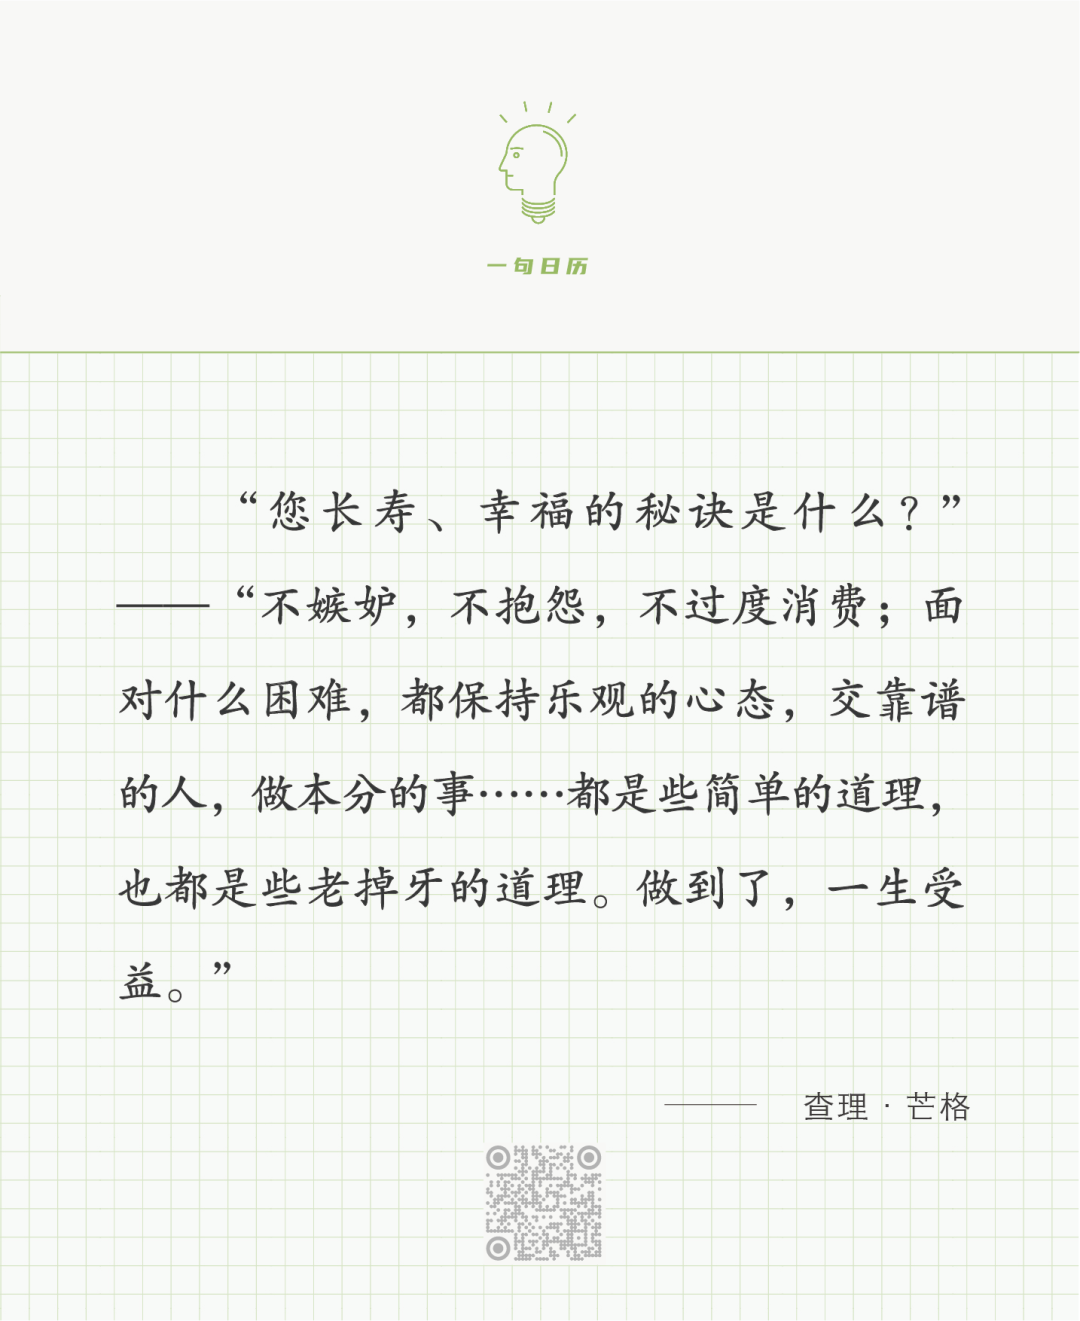 一句日历
“您长寿、幸福的秘诀是什么？”
——“不嫉妒，不抱怨，不过度消费；面
对什么困难，都保持乐观的心态，交靠谱
的人，做本分的事……都是些简单的道理，
也都是些老掉牙的道理。做到了，一生受
益。”
—— 查理·芒格